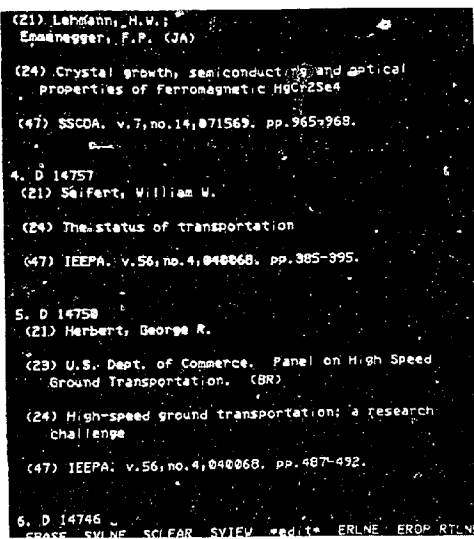 (21) Lehmann, H.W.;
Emmenegger, F.P. (JA)
(24) Crystal growth, semiconducting and optical
properties of ferromagnetic HgCr2Se4
(47) SSCOA. v.7,no.14,071569. pp.965-968.
4. D 14757
(21) Seifert, William W.
(24) The status of transportation
(47) IEEPA. v.56,no.4,040068. pp.385-395.
5. D 14750
(21) Herbert, George R.
(23) U.S. Dept. of Commerce. Panel on High Speed
Ground Transportation. (BR)
(24) High-speed ground transportation; a research
challenge
(47) IEEPA. v.56,no.4,040068. pp.487-492.
6. D 14746
ERASE SVLNE SCLEAR SVIEW *edit* ERLNE EROP RTLNE